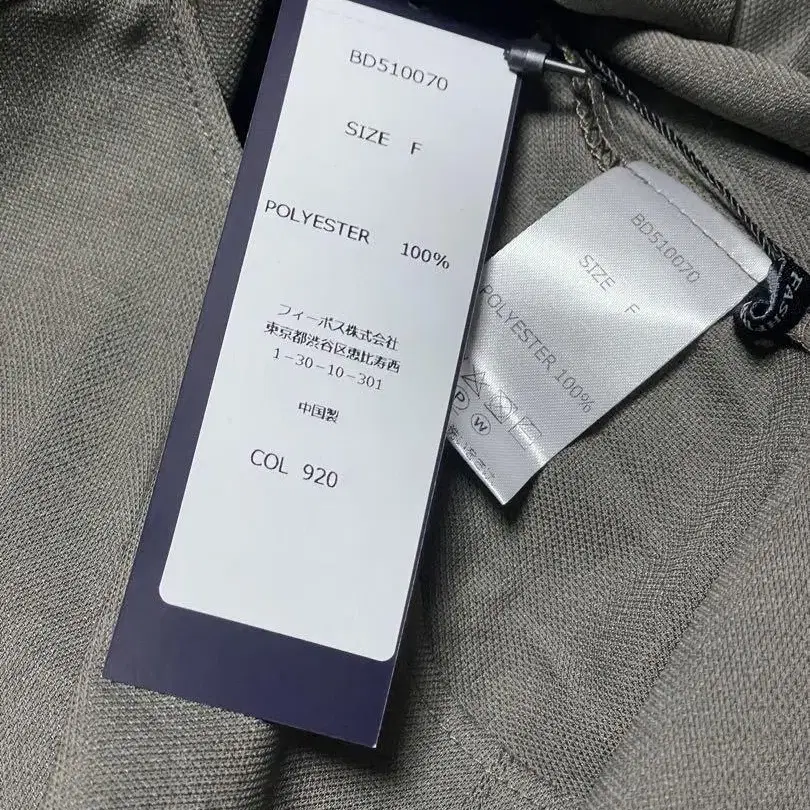 BD510070
SIZE F
POLYESTER 100%
フィーボス株式会社
東京都渋谷区恵比寿西
1-30-10-301
中国製
COL 920
BD510070
SIZE F
POLYESTER 100%
P W
FASH